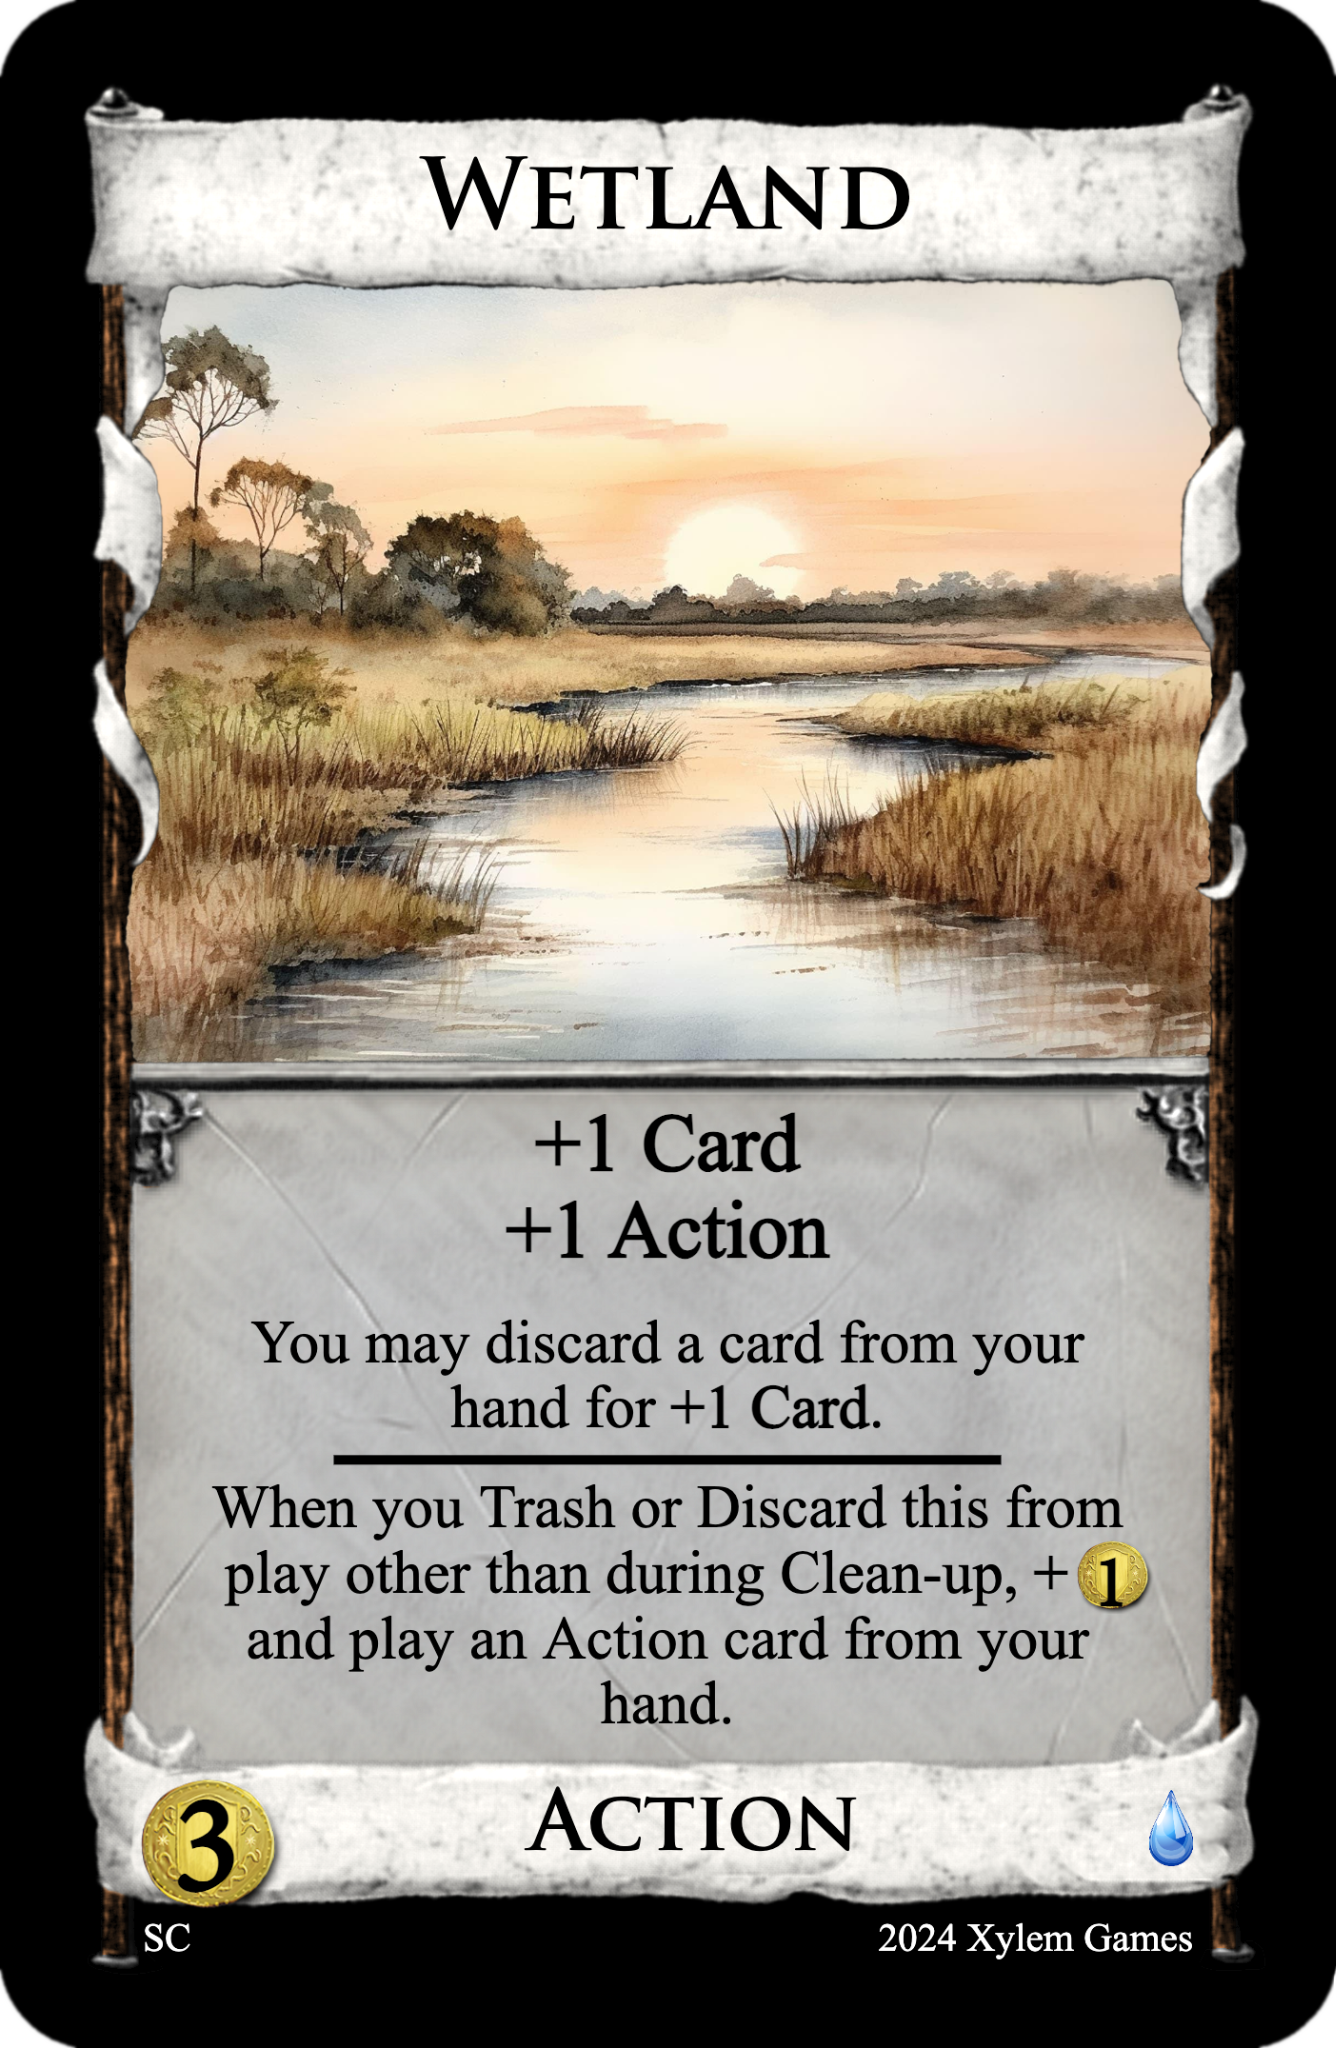 Wetland
+1 Card
+1 Action
You may discard a card from your
hand for +1 Card.
When you Trash or Discard this from
play other than during Clean-up, + 1
and play an Action card from your
hand.
3
Action
SC
2024 Xylem Games